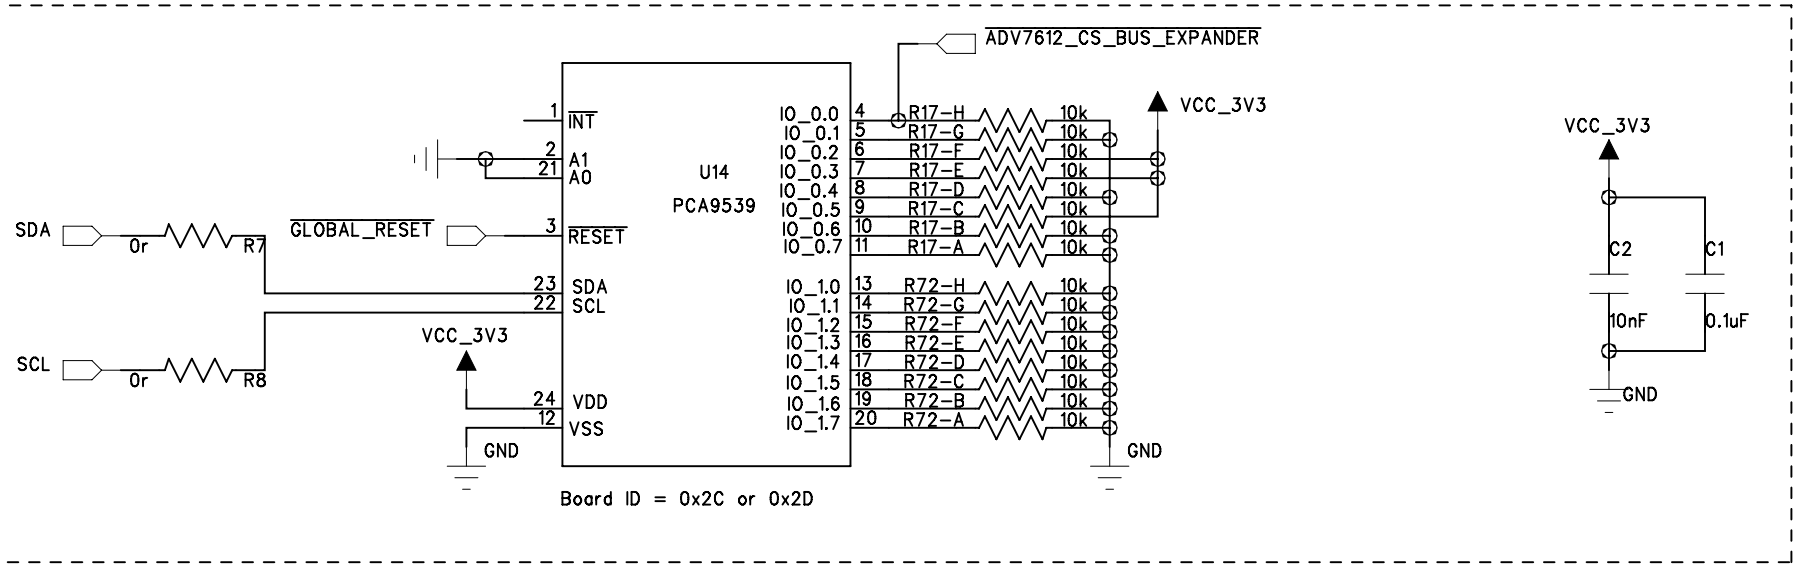 ADV7612_CS_BUS_EXPANDER
VCC_3V3
VCC_3V3
U14
PCA9539
1 INT
2 A1
21 A0
GLOBAL_RESET 3 RESET
SDA 0r R7
23 SDA
22 SCL
SCL 0r R8
VCC_3V3
24 VDD
12 VSS
GND
IO_0.0 4 R17-H 10k
IO_0.1 5 R17-G 10k
IO_0.2 6 R17-F 10k
IO_0.3 7 R17-E 10k
IO_0.4 8 R17-D 10k
IO_0.5 9 R17-C 10k
IO_0.6 10 R17-B 10k
IO_0.7 11 R17-A 10k
IO_1.0 13 R72-H 10k
IO_1.1 14 R72-G 10k
IO_1.2 15 R72-F 10k
IO_1.3 16 R72-E 10k
IO_1.4 17 R72-D 10k
IO_1.5 18 R72-C 10k
IO_1.6 19 R72-B 10k
IO_1.7 20 R72-A 10k
GND
C2 C1
10nF 0.1uF
GND
Board ID = 0x2C or 0x2D